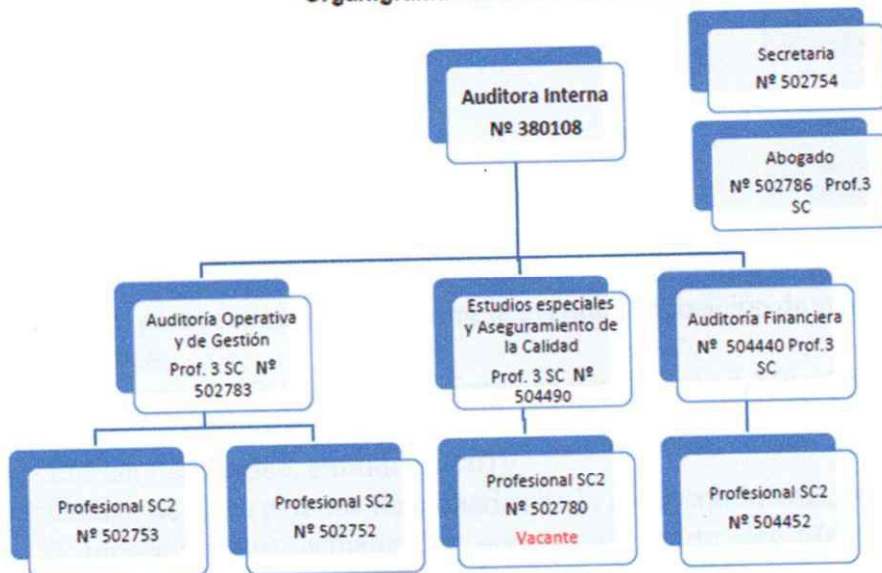 Auditora Interna
Nº 380108
Secretaria
Nº 502754
Abogado
Nº 502786 Prof.3
SC
Auditoría Operativa
y de Gestión
Prof. 3 SC Nº
502783
Estudios especiales
y Aseguramiento de
la Calidad
Prof. 3 SC Nº
504490
Auditoría Financiera
Nº 504440 Prof.3
SC
Profesional SC2
Nº 502753
Profesional SC2
Nº 502752
Profesional SC2
Nº 502780
Vacante
Profesional SC2
Nº 504452